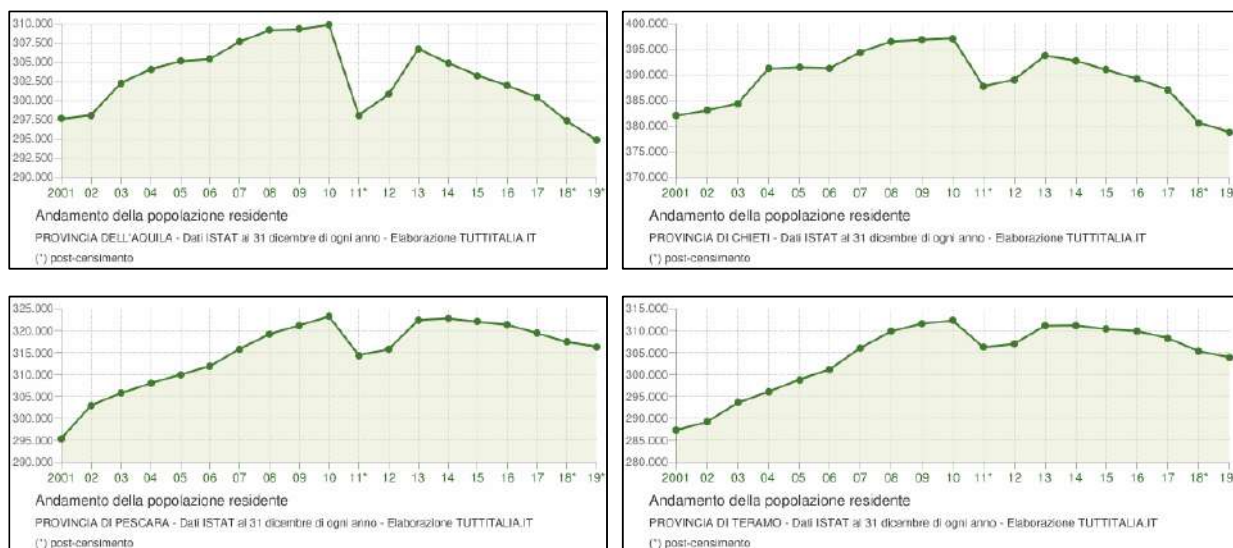 310.000
307.500
305.000
302.500
300.000
297.500
295.000
292.500
290.000
2001 02 03 04 05 06 07 08 09 10 11* 12 13 14 15 16 17 18* 19*
Andamento della popolazione residente
PROVINCIA DELL'AQUILA - Dati ISTAT al 31 dicembre di ogni anno - Elaborazione TUTTITALIA.IT
(*) post-censimento
400.000
395.000
390.000
385.000
380.000
375.000
370.000
2001 02 03 04 05 06 07 08 09 10 11* 12 13 14 15 16 17 18* 19*
Andamento della popolazione residente
PROVINCIA DI CHIETI - Dati ISTAT al 31 dicembre di ogni anno - Elaborazione TUTTITALIA.IT
(*) post-censimento
325.000
315.000
305.000
295.000
290.000
2001 02 03 04 05 06 07 08 09 10 11* 12 13 14 15 16 17 18* 19*
Andamento della popolazione residente
PROVINCIA DI PESCARA - Dati ISTAT al 31 dicembre di ogni anno - Elaborazione TUTTITALIA.IT
(*) post-censimento
315.000
310.000
305.000
300.000
295.000
290.000
285.000
280.000
2001 02 03 04 05 06 07 08 09 10 11* 12 13 14 15 16 17 18* 19*
Andamento della popolazione residente
PROVINCIA DI TERAMO - Dati ISTAT al 31 dicembre di ogni anno - Elaborazione TUTTITALIA.IT
(*) post-censimento